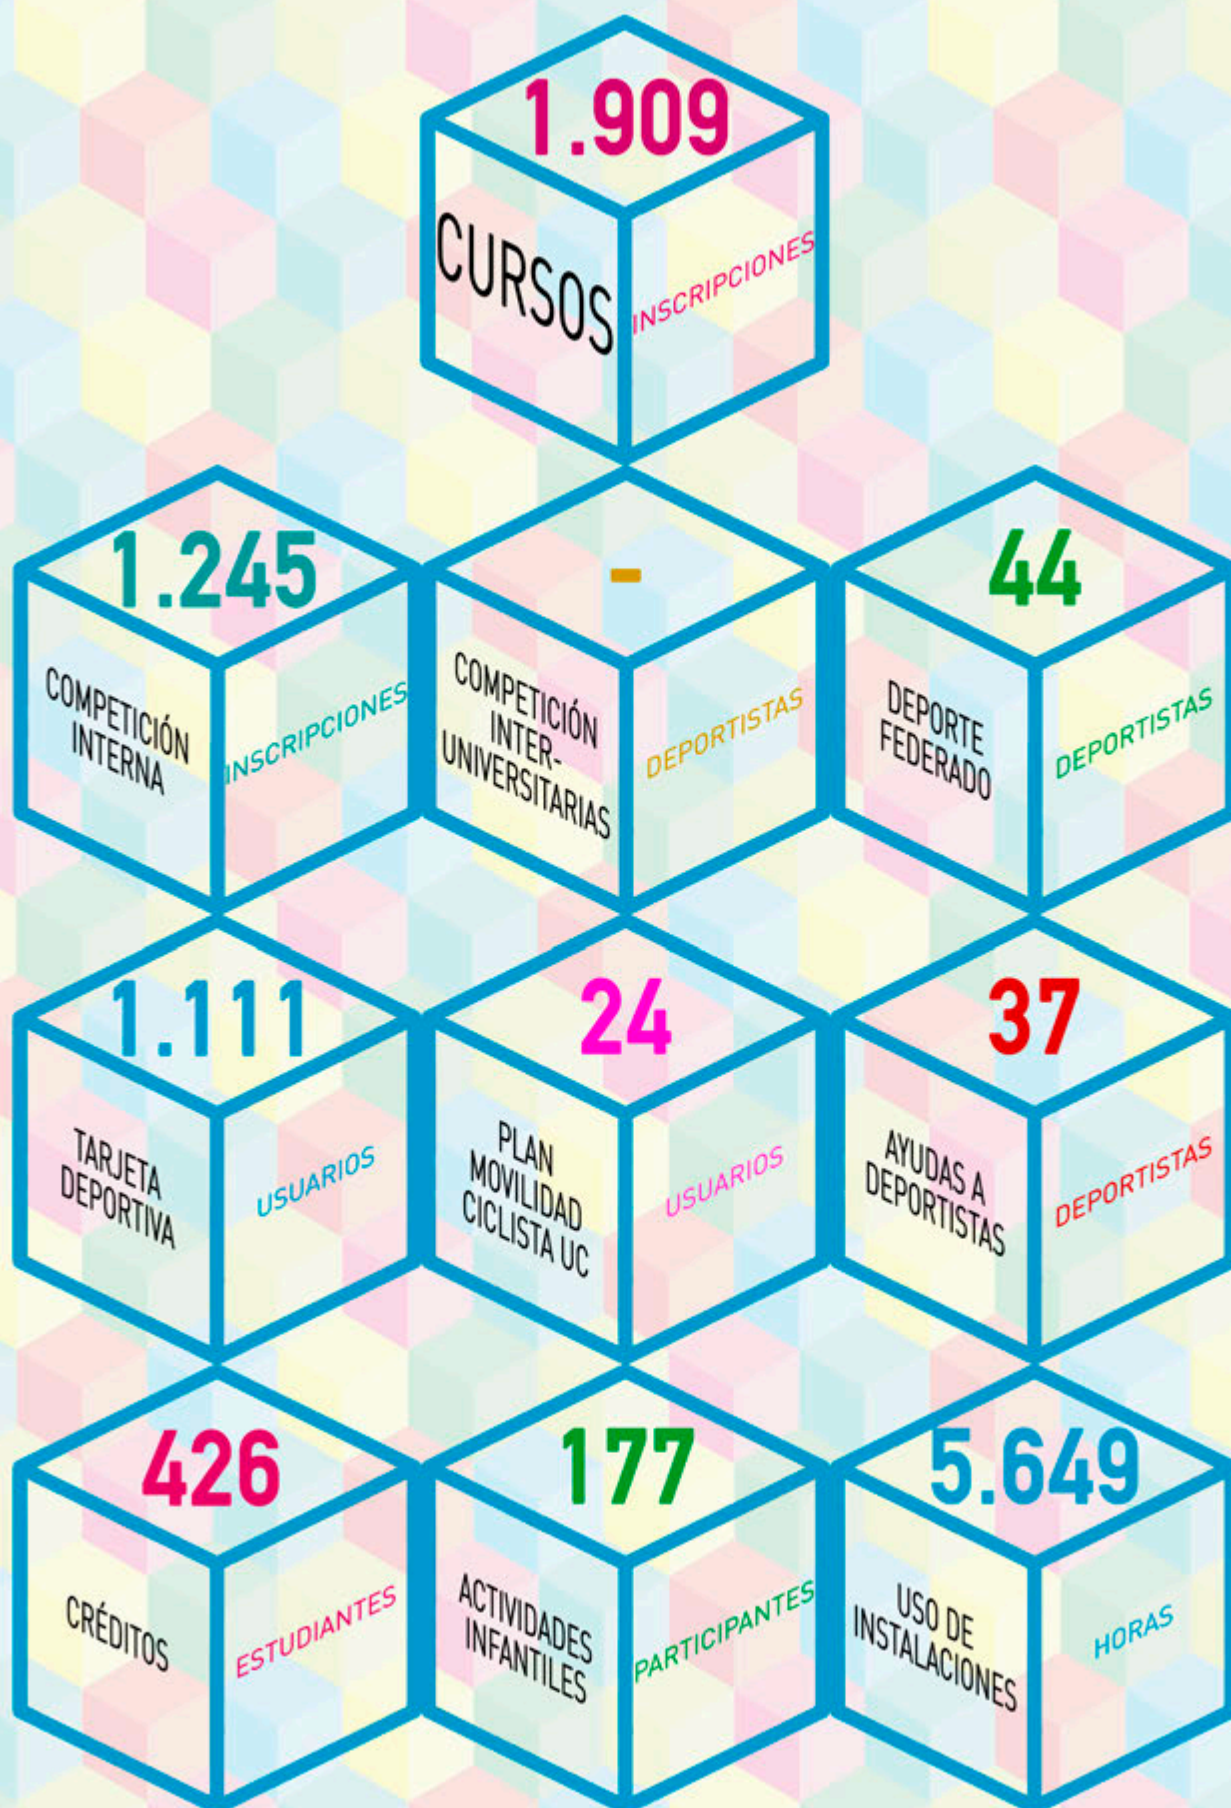 1.909
CURSOS
INSCRIPCIONES
1.245
COMPETICIÓN
INTERNA
INSCRIPCIONES
-
COMPETICIÓN
INTER-
UNIVERSITARIAS
DEPORTISTAS
44
DEPORTE
FEDERADO
DEPORTISTAS
1.111
TARJETA
DEPORTIVA
USUARIOS
24
PLAN
MOVILIDAD
CICLISTA UC
USUARIOS
37
AYUDAS A
DEPORTISTAS
DEPORTISTAS
426
CRÉDITOS
ESTUDIANTES
177
ACTIVIDADES
INFANTILES
PARTICIPANTES
5.649
USO DE
INSTALACIONES
HORAS